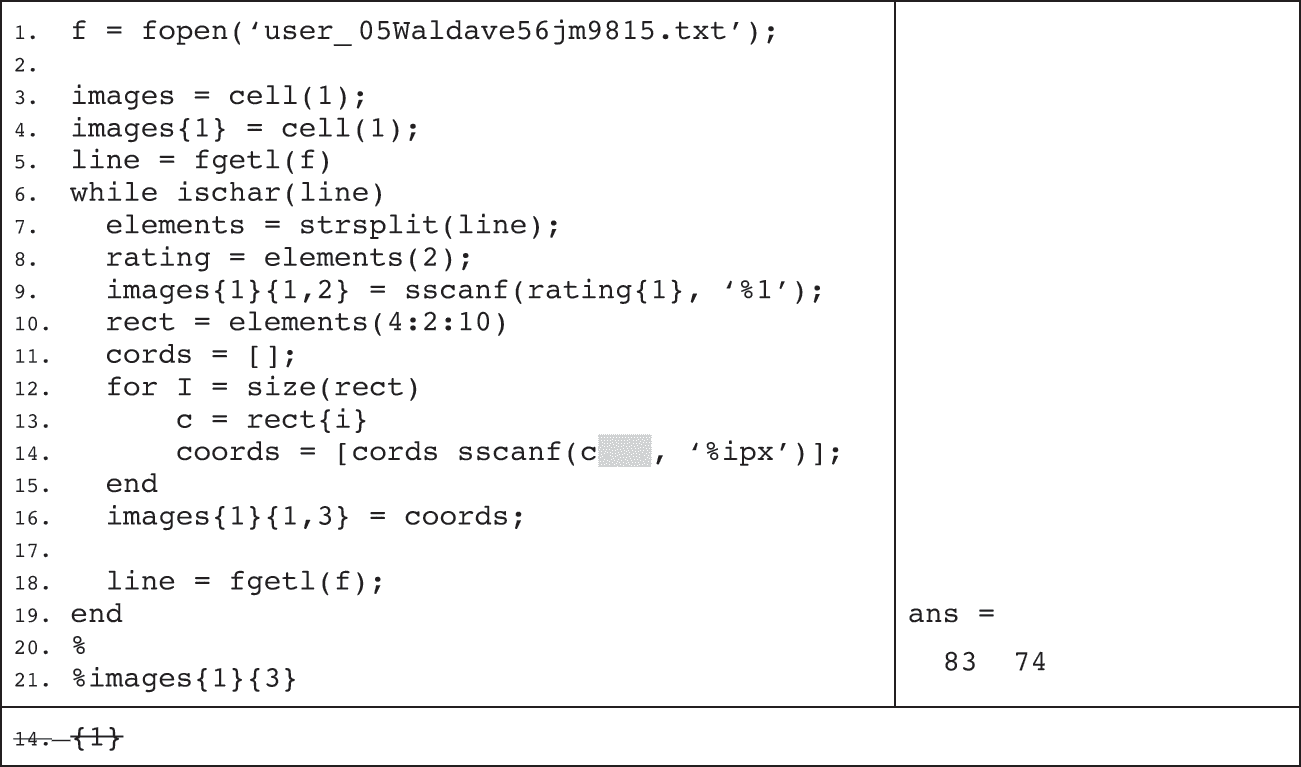 1. f = fopen(‘user_05Waldave56jm9815.txt’);
2.
3. images = cell(1);
4. images{1} = cell(1);
5. line = fgetl(f)
6. while ischar(line)
7. elements = strsplit(line);
8. rating = elements(2);
9. images{1}{1,2} = sscanf(rating{1}, ‘%1’);
10. rect = elements(4:2:10)
11. cords = [];
12. for I = size(rect)
13. c = rect{i}
14. coords = [cords sscanf(c , ‘%ipx’)];
15. end
16. images{1}{1,3} = coords;
17.
18. line = fgetl(f);
19. end
20. %
21. %images{1}{3}
ans =
83 74
14. {1}